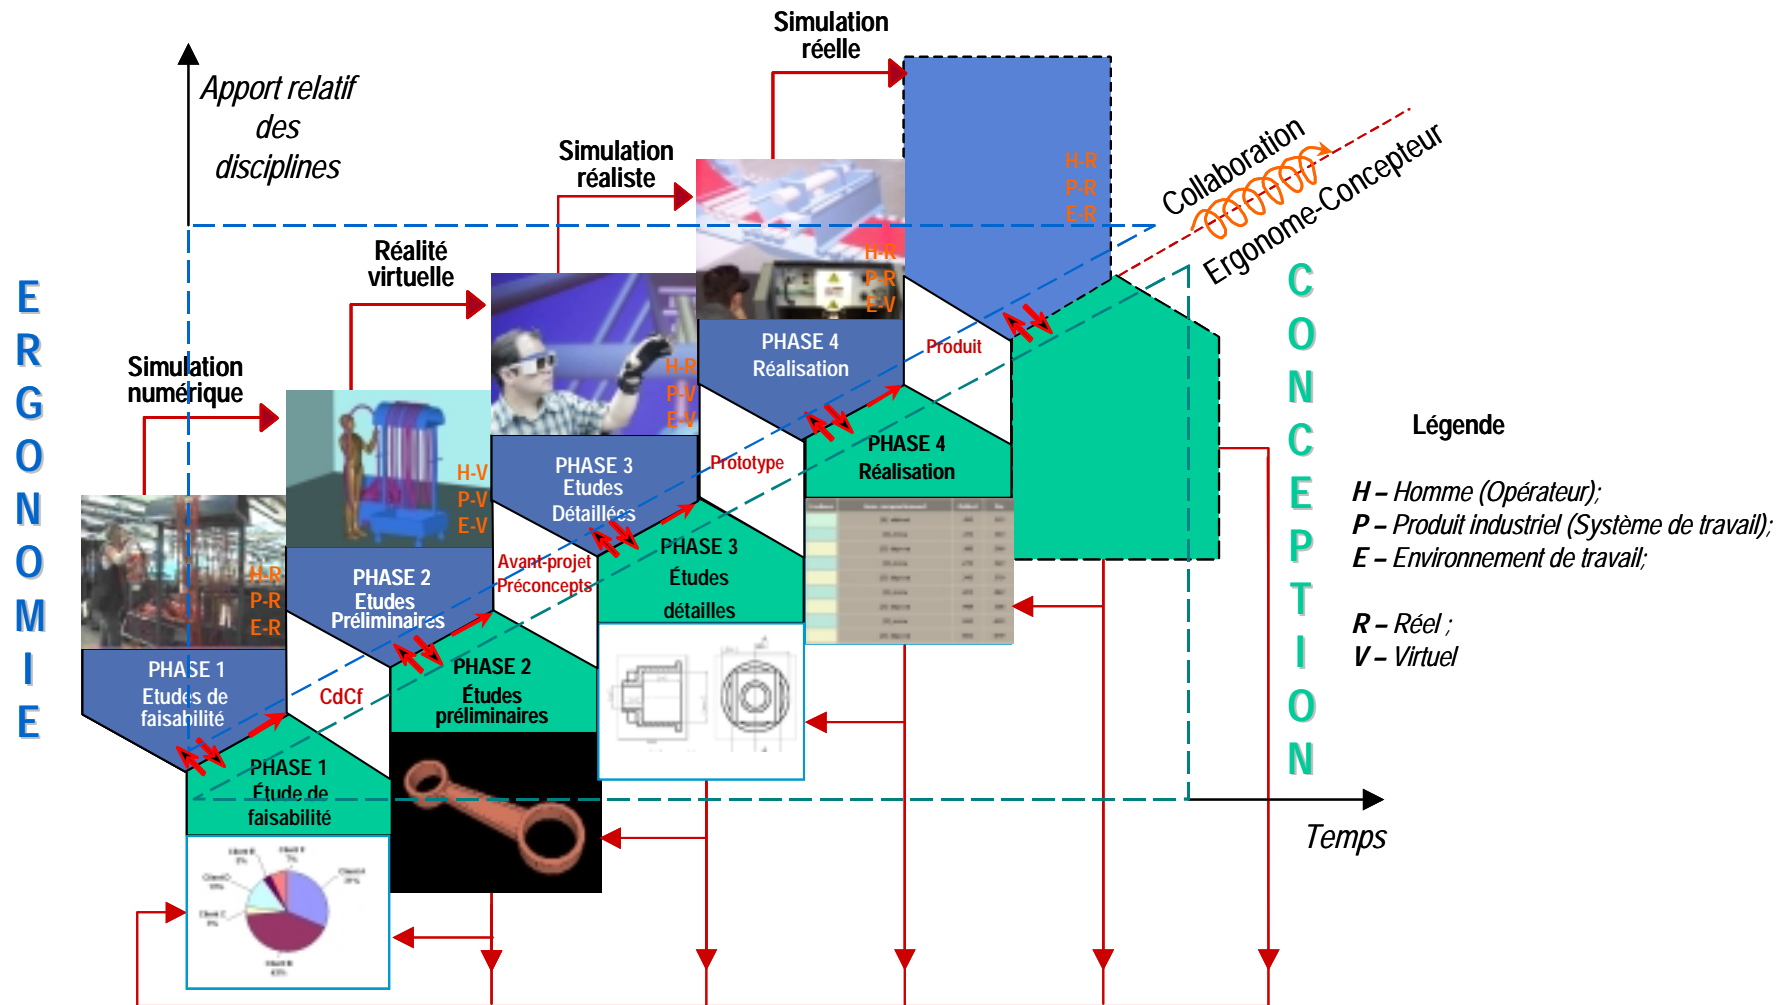 Simulation
réelle
Apport relatif
des
disciplines
Simulation
réaliste
Collaboration
Ergonome-Concepteur
H-R
P-R
E-R
Réalité
virtuelle
H-R
P-R
E-V
ERGONOMIE
CONCEPTION
PHASE 4
Réalisation
Produit
Simulation
numérique
H-R
P-V
E-V
PHASE 4
Réalisation
Légende
PHASE 3
Etudes
Détaillées
Prototype
H-V
P-V
E-V
H – Homme (Opérateur);
P – Produit industriel (Système de travail);
E – Environnement de travail;
R – Réel ;
V – Virtuel
PHASE 3
Études
détailles
Avant-projet
Préconcepts
H-R
P-R
E-R
PHASE 2
Etudes
Préliminaires
PHASE 2
Études
préliminaires
PHASE 1
Etudes de
faisabilité
CdCf
PHASE 1
Étude de
faisabilité
Temps